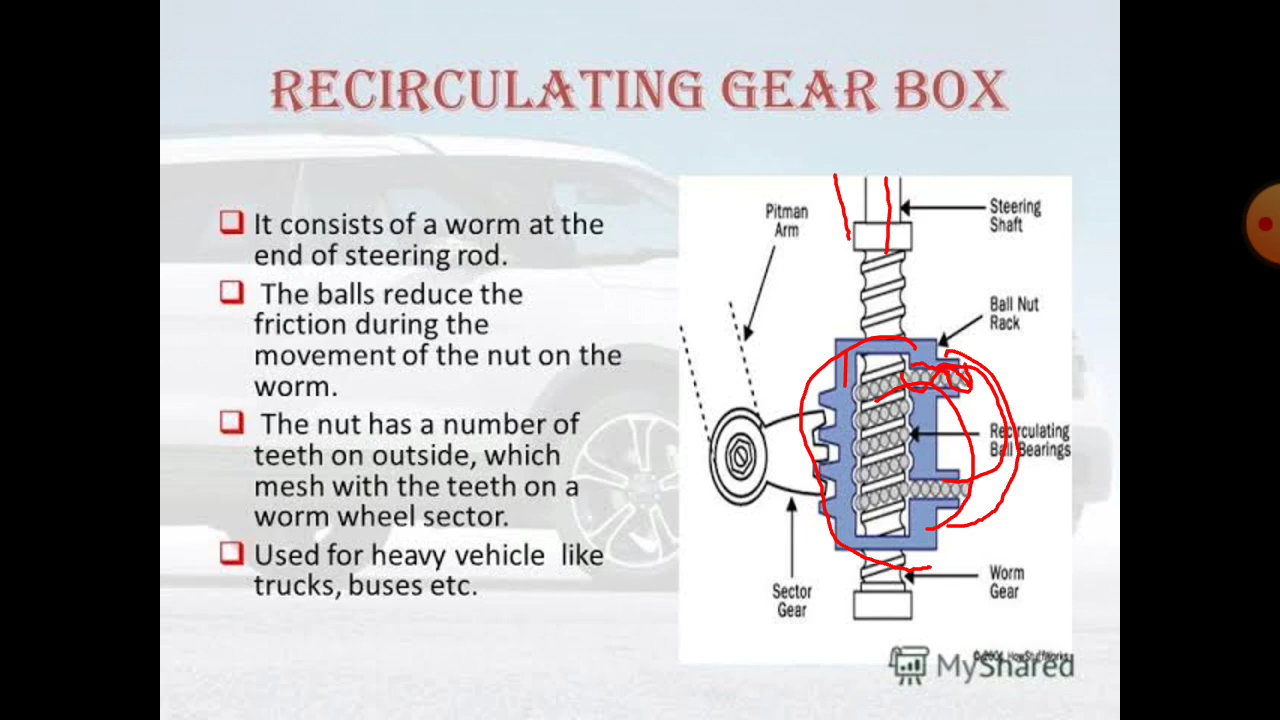 RECIRCULATING GEAR BOX
It consists of a worm at the
end of steering rod.
The balls reduce the
friction during the
movement of the nut on the
worm.
The nut has a number of
teeth on outside, which
mesh with the teeth on a
worm wheel sector.
Used for heavy vehicle like
trucks, buses etc.
Pitman
Arm
Steering
Shaft
Ball Nut
Rack
Recirculating
Ball Bearings
Sector
Gear
Worm
Gear
HowStuffWorks
MyShared